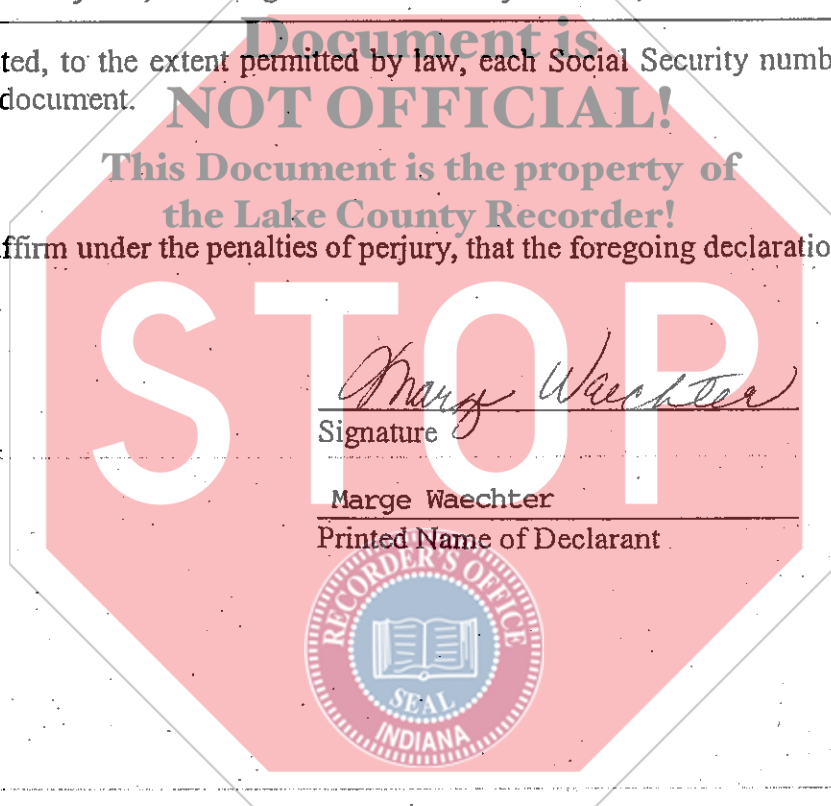 Document is
ted, to the extent permitted by law, each Social Security numb
document.
NOT OFFICIAL!
This Document is the property of
the Lake County Recorder!
ffirm under the penalties of perjury, that the foregoing declaratio
STOP
Marge Waechter
Signature
Marge Waechter
Printed Name of Declarant
RECORDER'S OFFICE
SEAL
INDIANA